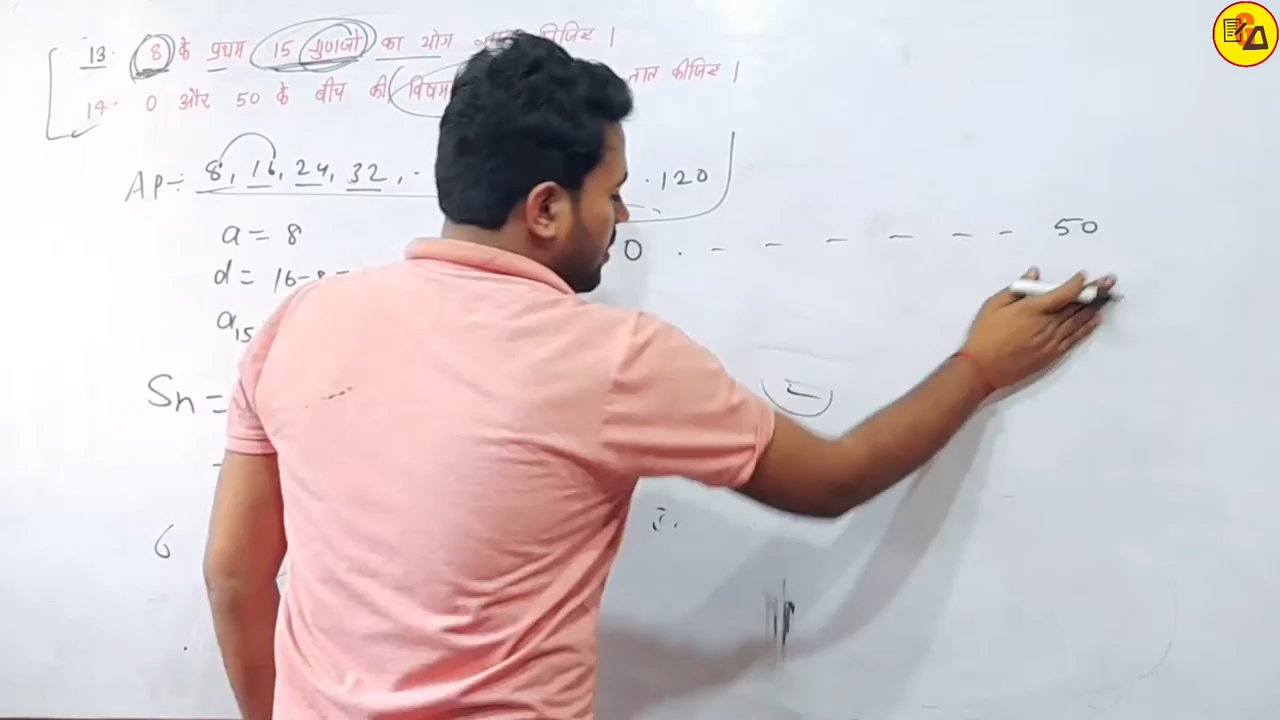 13. 8 के प्रथम 15 गुणजों का योग कीजिए |
14. 0 और 50 के बीच की विषम ज्ञात कीजिए |
AP÷ 8, 16, 24, 32, . . 120
a = 8
0 . - - - - - - 50
d = 16-8=
a15
Sn =
6